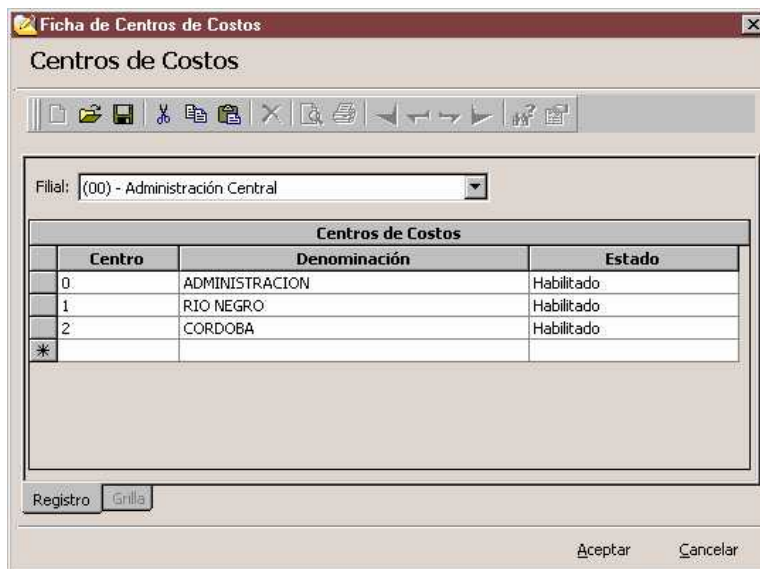 Ficha de Centros de Costos
Centros de Costos
Filial: (00) - Administración Central
Centros de Costos
Centro Denominación Estado
0 ADMINISTRACION Habilitado
1 RIO NEGRO Habilitado
2 CORDOBA Habilitado
Registro Grilla
Aceptar Cancelar